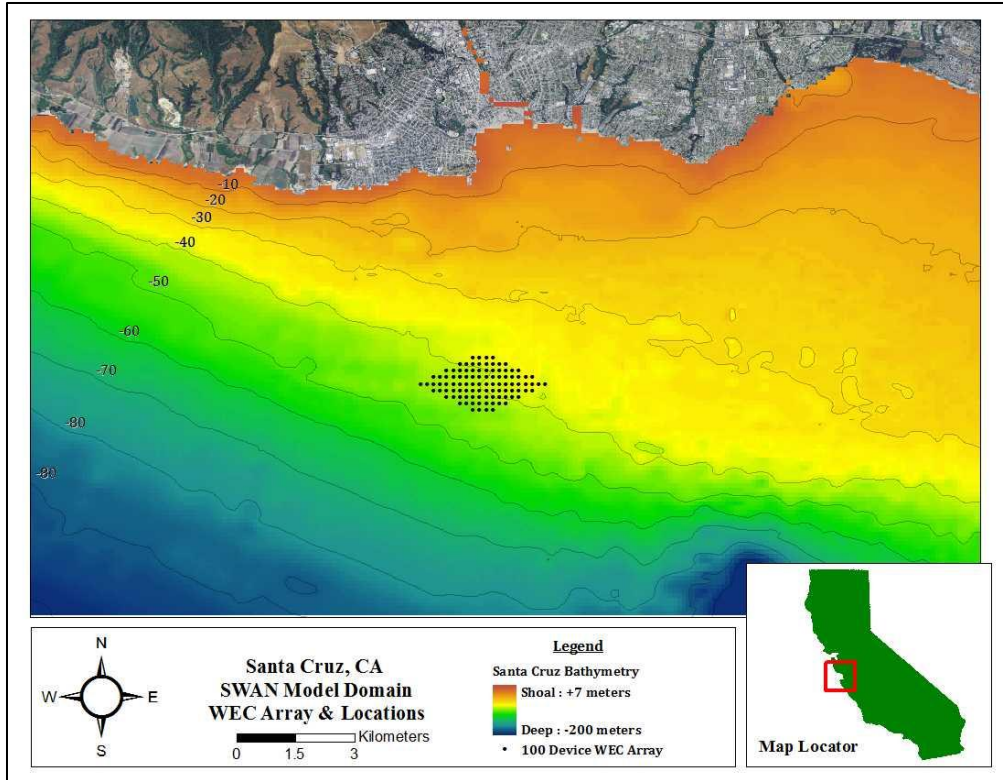 -10
-20
-30
-40
-50
-60
-70
-80
-80
N
W E
S
Santa Cruz, CA
SWAN Model Domain
WEC Array & Locations
Kilometers
0 1.5 3
Legend
Santa Cruz Bathymetry
Shoal : +7 meters
Deep : -200 meters
100 Device WEC Array
Map Locator